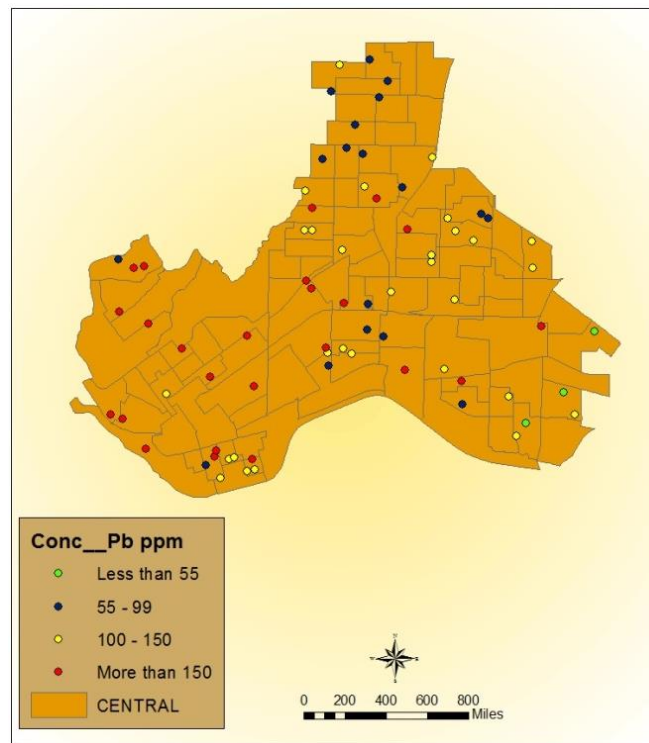 Conc__Pb ppm
Less than 55
55 - 99
100 - 150
More than 150
CENTRAL
0 200 400 600 800
Miles